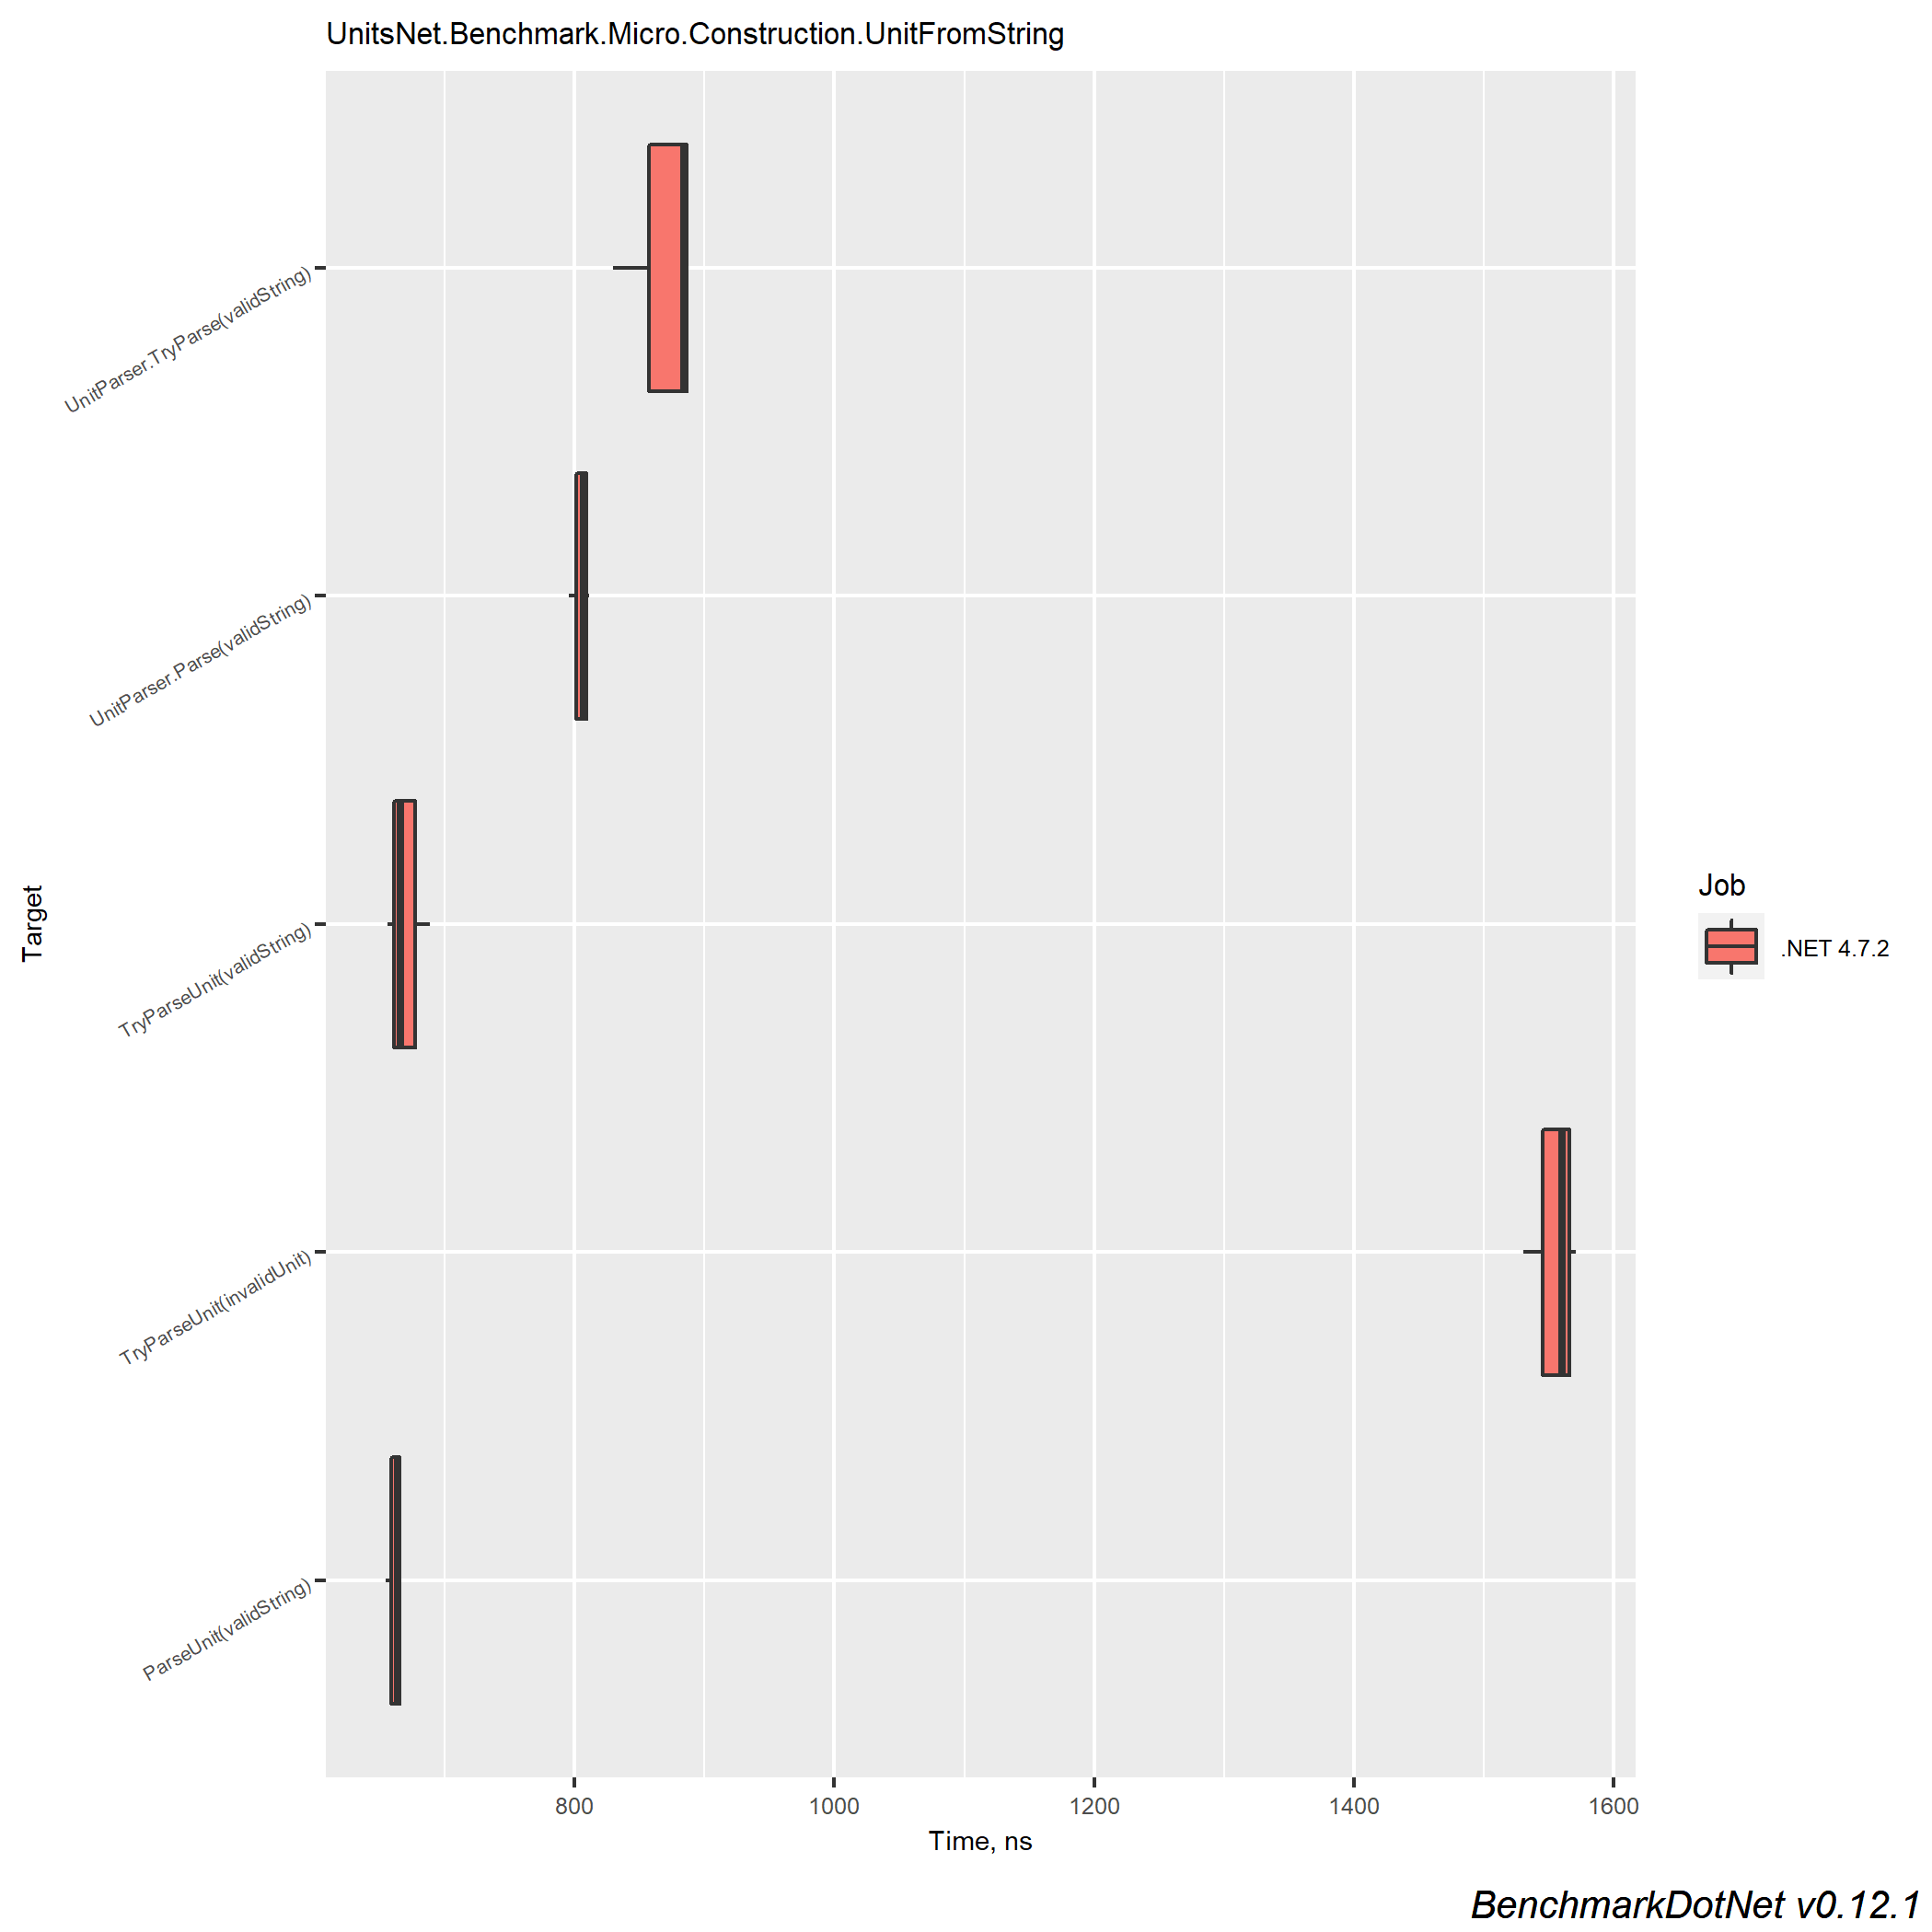 UnitsNet.Benchmark.Micro.Construction.UnitFromString
UnitParser.TryParse(validString)
UnitParser.Parse(validString)
TryParseUnit(validString)
TryParseUnit(invalidUnit)
ParseUnit(validString)
Target
800 1000 1200 1400 1600
Time, ns
Job
.NET 4.7.2
BenchmarkDotNet v0.12.1